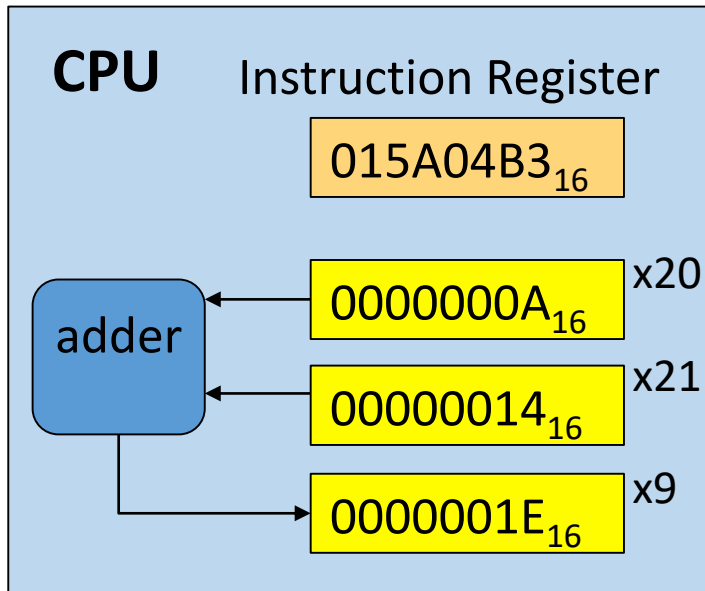 CPU
Instruction Register
015A04B3₁₆
x20
0000000A₁₆
adder
x21
00000014₁₆
x9
0000001E₁₆